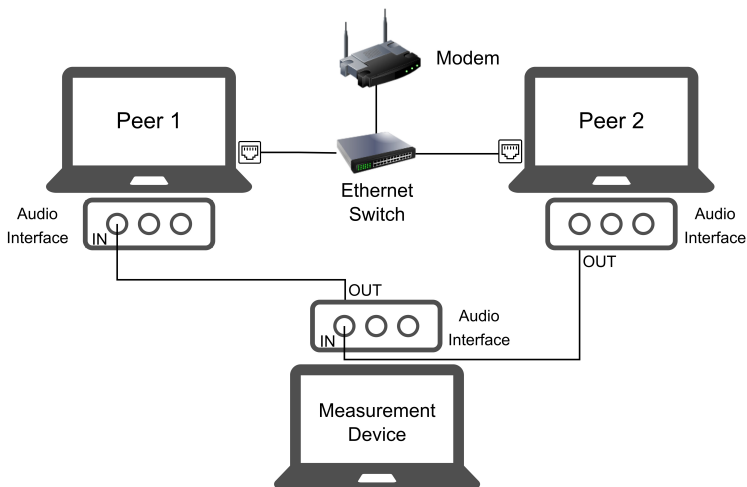 Modem
Peer 1
Peer 2
Ethernet
Switch
Audio
Interface
IN
Audio
Interface
OUT
OUT
Audio
Interface
IN
Measurement
Device